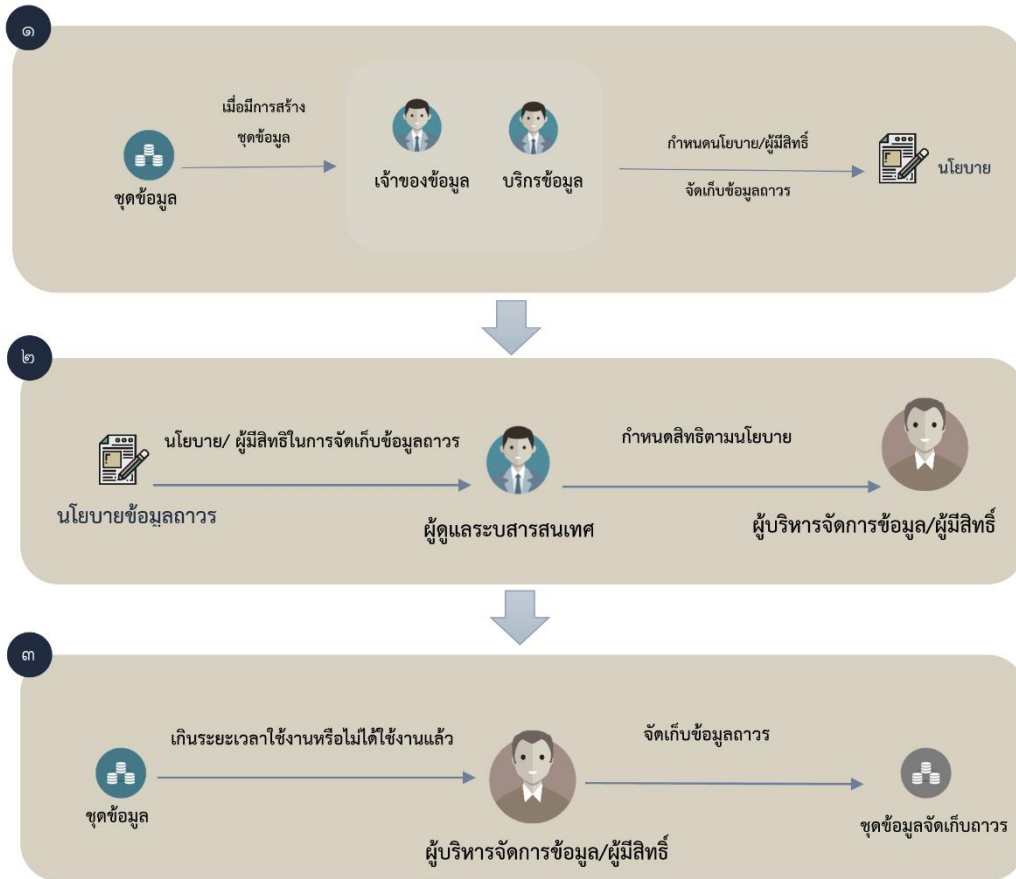 ๑
เมื่อมีการสร้าง
ชุดข้อมูล
ชุดข้อมูล
เจ้าของข้อมูล
บริกรข้อมูล
กำหนดนโยบาย/ผู้มีสิทธิ์
จัดเก็บข้อมูลถาวร
นโยบาย
๒
นโยบาย/ ผู้มีสิทธิในการจัดเก็บข้อมูลถาวร
นโยบายข้อมูลถาวร
ผู้ดูแลระบบสารสนเทศ
กำหนดสิทธิตามนโยบาย
ผู้บริหารจัดการข้อมูล/ผู้มีสิทธิ์
๓
เกินระยะเวลาใช้งานหรือไม่ได้ใช้งานแล้ว
ชุดข้อมูล
ผู้บริหารจัดการข้อมูล/ผู้มีสิทธิ์
จัดเก็บข้อมูลถาวร
ชุดข้อมูลจัดเก็บถาวร